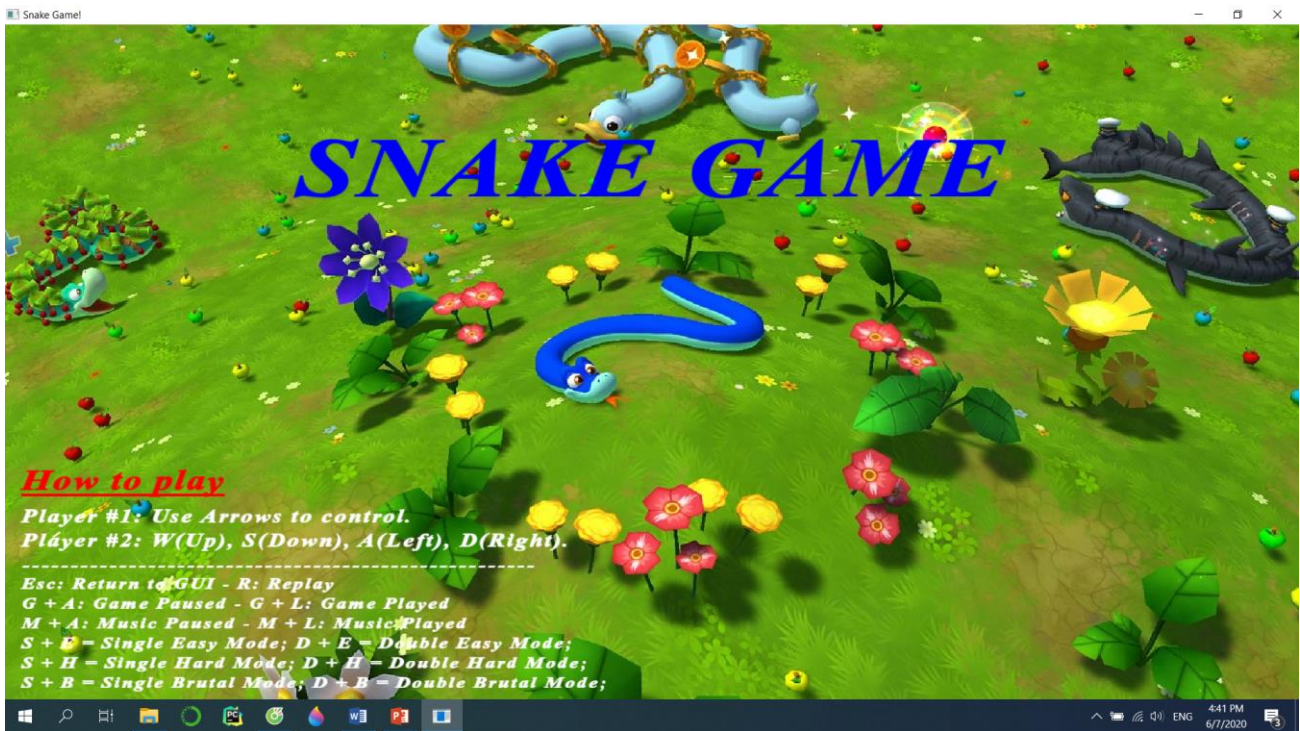 Snake Game!
SNAKE GAME
How to play
Player #1: Use Arrows to control.
Player #2: W(Up), S(Down), A(Left), D(Right).
-----------------------------------------------------
Esc: Return to GUI - R: Replay
G + A: Game Paused - G + L: Game Played
M + A: Music Paused - M + L: Music Played
S + E = Single Easy Mode; D + E = Double Easy Mode;
S + H = Single Hard Mode; D + H = Double Hard Mode;
S + B = Single Brutal Mode; D + B = Double Brutal Mode;
PC
W
P
ENG
4:41 PM
6/7/2020
3